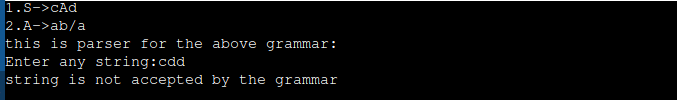 1.S->cAd
2.A->ab/a
this is parser for the above grammar:
Enter any string:cdd
string is not accepted by the grammar